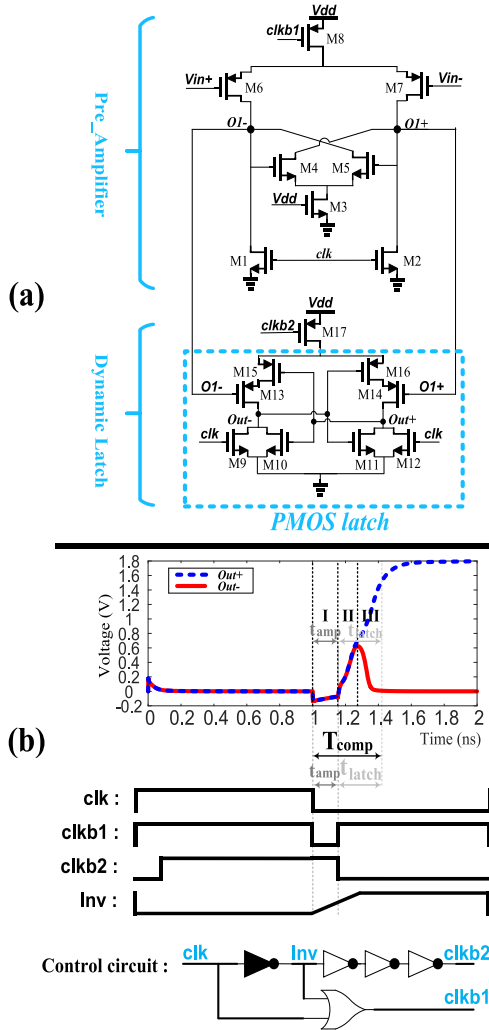 Vdd
clkb1
M8
Vin+
M6
M7
Vin-
O1-
O1+
M4
M5
Vdd
M3
M1
clk
M2
Pre_Amplifier
(a)
Vdd
clkb2
M17
M15
M16
O1-
M13
M14
O1+
Out-
Out+
clk
clk
M9
M10
M11
M12
Dynamic Latch
PMOS latch
Voltage (V)
1.8
1.6
1.4
1.2
1.0
0.8
0.6
0.4
0.2
0
-0.2
Out+
Out-
I
II
III
tamp
tlatch
0
0.2
0.4
0.6
0.8
1
1.2
1.4
1.6
1.8
2
Time (ns)
(b)
Tcomp
tamp
tlatch
clk :
clkb1 :
clkb2 :
Inv :
Control circuit :
clk
Inv
clkb2
clkb1